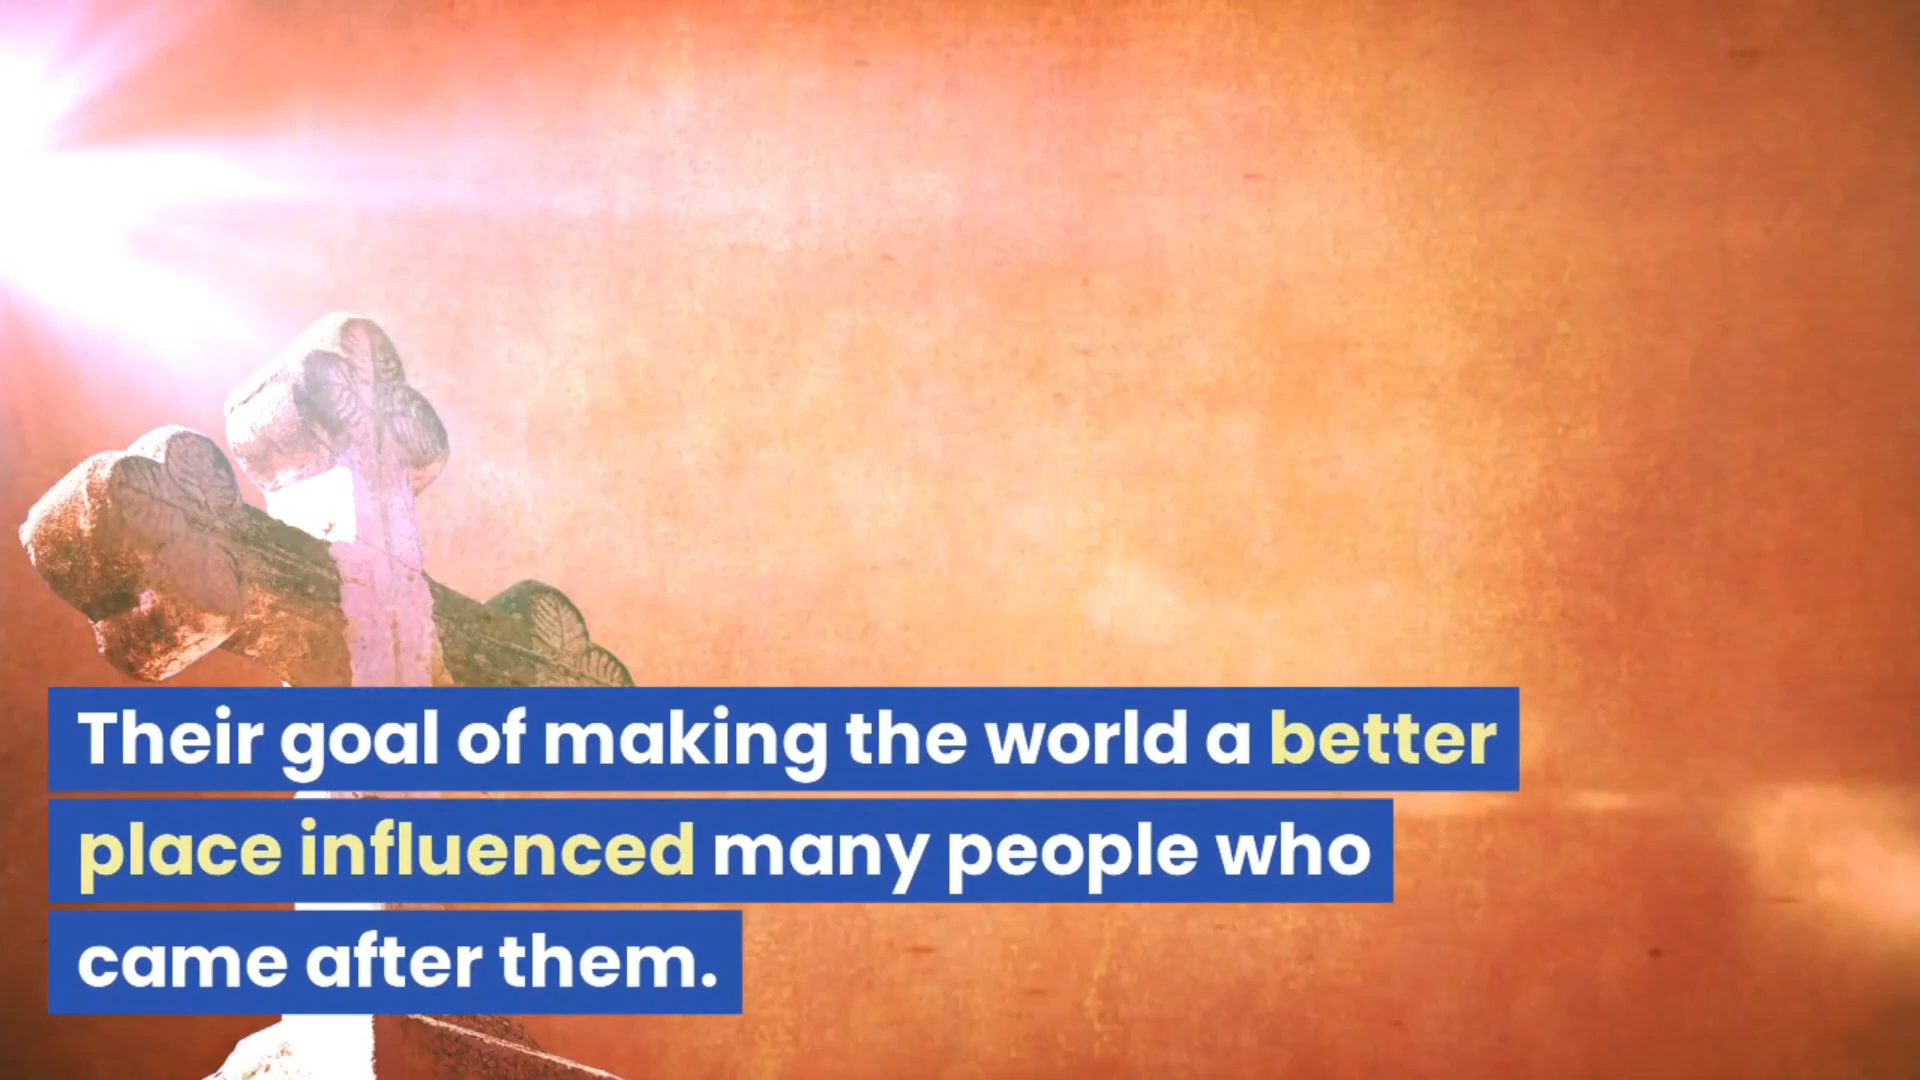 Their goal of making the world a better
place influenced many people who
came after them.